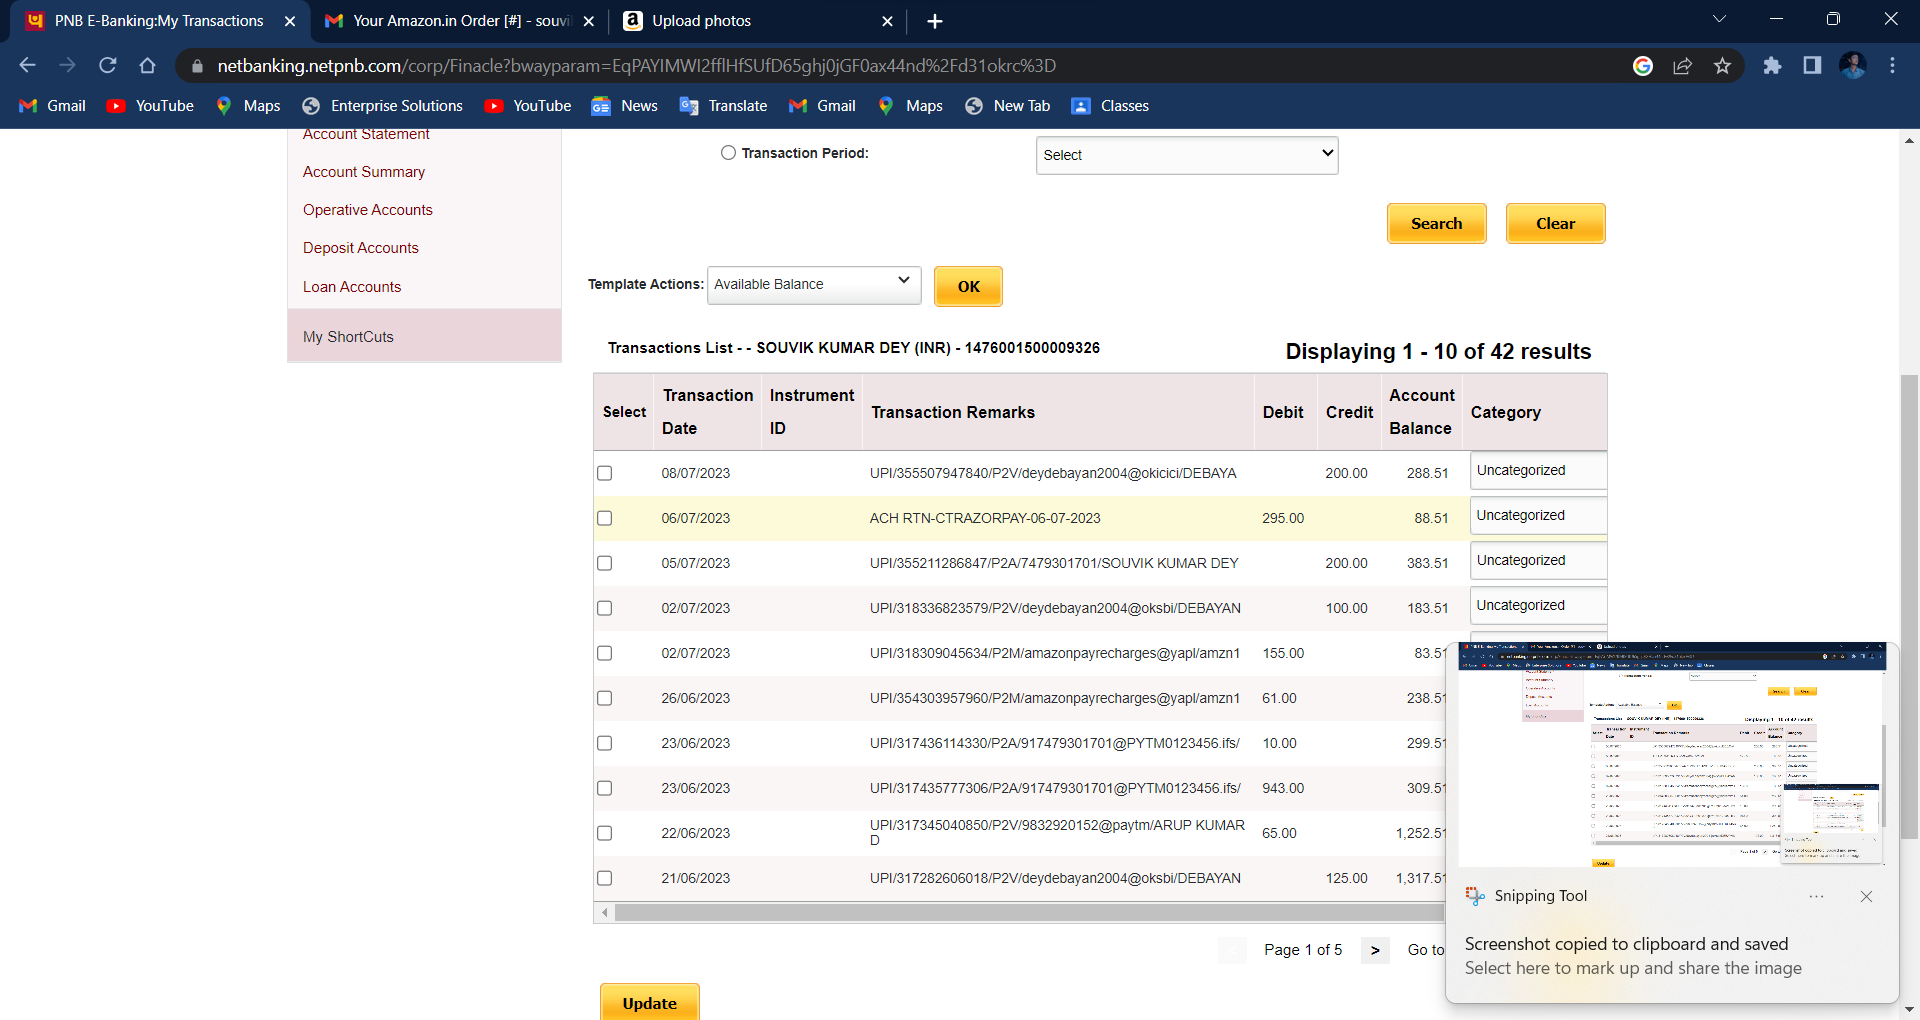 PNB E-Banking:My Transactions
Your Amazon.in Order [#] - souvi
Upload photos
netbanking.netpnb.com/corp/Finacle?bwayparam=EqPAYIMWI2fflHfSUfD65ghj0jGF0ax44nd%2Fd31okrc%3D
Gmail YouTube Maps Enterprise Solutions YouTube News Translate Gmail Maps New Tab Classes
Account Statement
Account Summary
Operative Accounts
Deposit Accounts
Loan Accounts
My ShortCuts
Transaction Period: Select
Search Clear
Template Actions: Available Balance OK
Transactions List - - SOUVIK KUMAR DEY (INR) - 1476001500009326 Displaying 1 - 10 of 42 results
Select Transaction Date Instrument ID Transaction Remarks Debit Credit Account Balance Category
08/07/2023 UPI/355507947840/P2V/deydebayan2004@okicici/DEBAYA 200.00 288.51 Uncategorized
06/07/2023 ACH RTN-CTRAZORPAY-06-07-2023 295.00 88.51 Uncategorized
05/07/2023 UPI/355211286847/P2A/7479301701/SOUVIK KUMAR DEY 200.00 383.51 Uncategorized
02/07/2023 UPI/318336823579/P2V/deydebayan2004@oksbi/DEBAYAN 100.00 183.51 Uncategorized
02/07/2023 UPI/318309045634/P2M/amazonpayrecharges@yapl/amzn1 155.00 83.51
26/06/2023 UPI/354303957960/P2M/amazonpayrecharges@yapl/amzn1 61.00 238.51
23/06/2023 UPI/317436114330/P2A/917479301701@PYTM0123456.ifs/ 10.00 299.51
23/06/2023 UPI/317435777306/P2A/917479301701@PYTM0123456.ifs/ 943.00 309.51
22/06/2023 UPI/317345040850/P2V/9832920152@paytm/ARUP KUMAR D 65.00 1,252.51
21/06/2023 UPI/317282606018/P2V/deydebayan2004@oksbi/DEBAYAN 125.00 1,317.51
Page 1 of 5 > Go to
Update
Snipping Tool
Screenshot copied to clipboard and saved
Select here to mark up and share the image